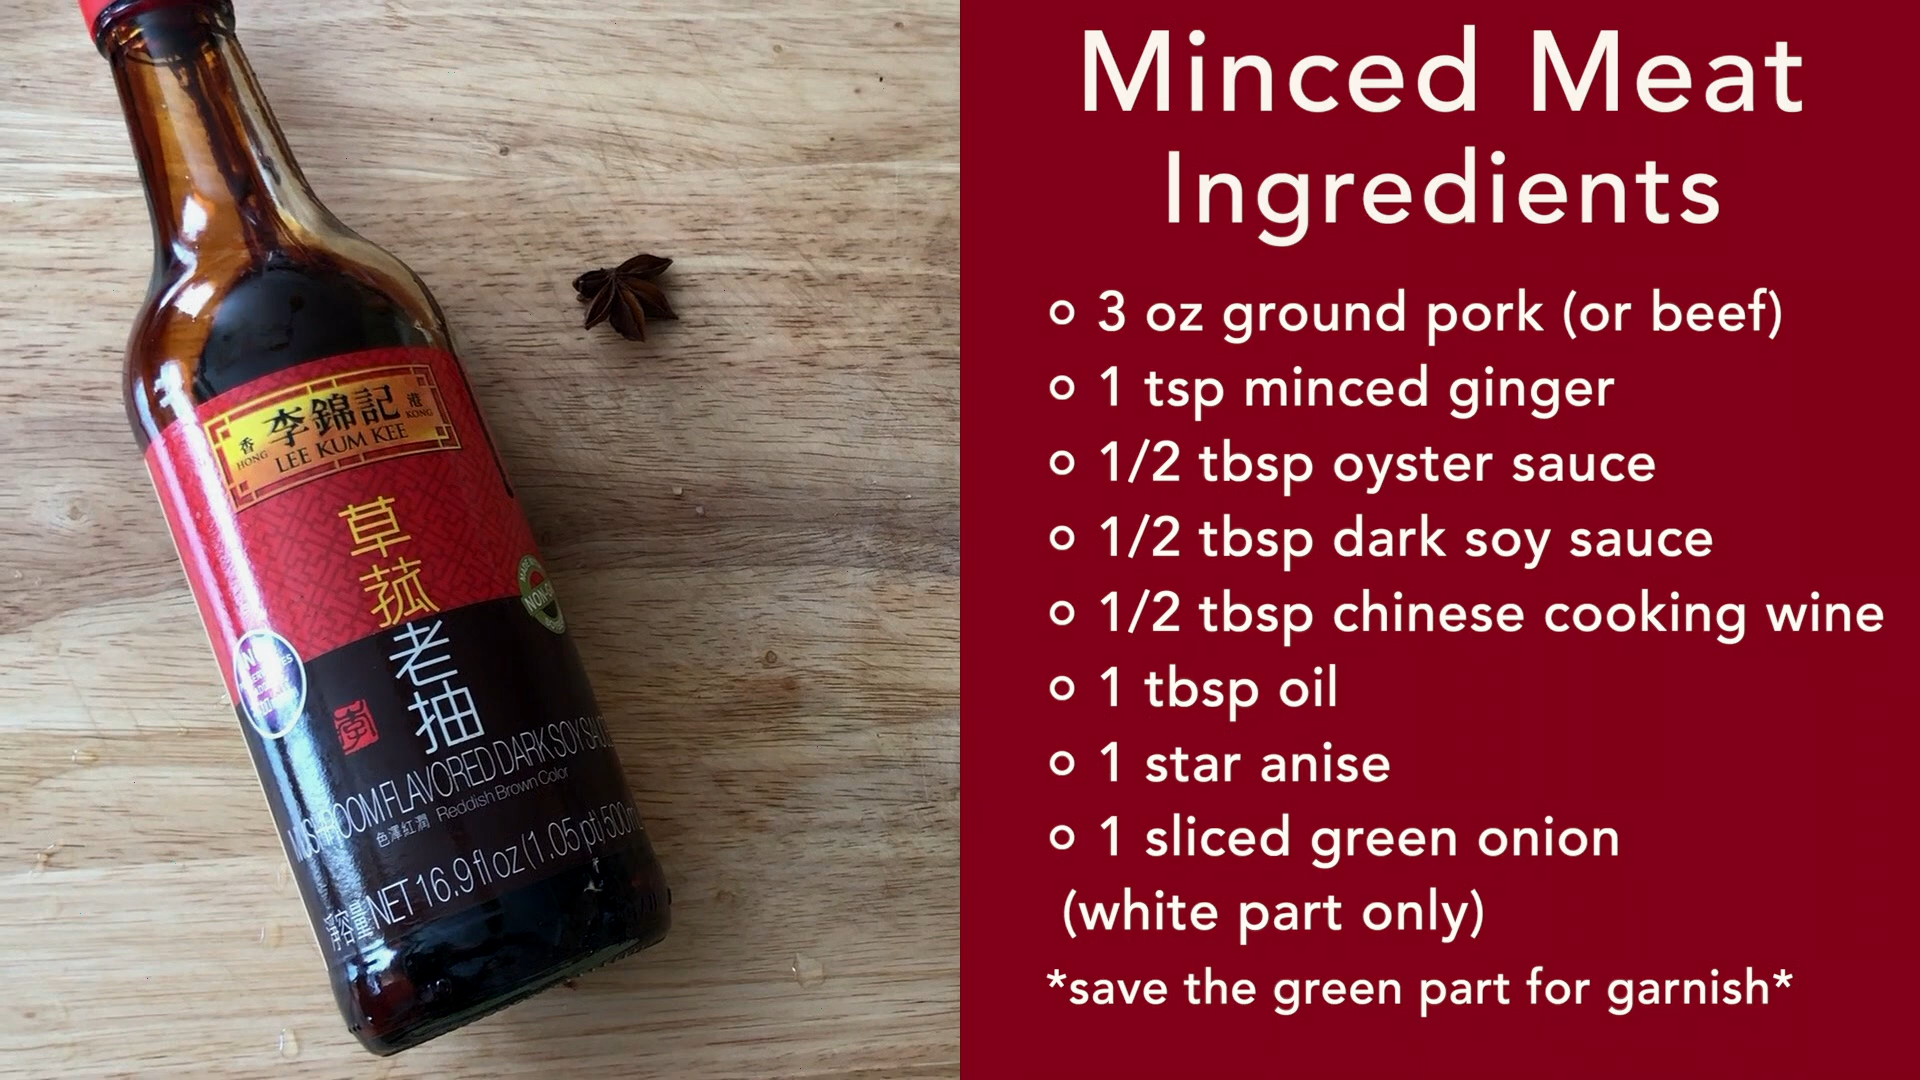 李錦記
香 港
HONG KONG
LEE KUM KEE
草菇老抽
MUSHROOM FLAVORED DARK SOY SAUCE
色澤紅潤 Reddish Brown Color
淨容量 NET 16.9 fl oz (1.05 pt) 500m
NON-
Minced Meat
Ingredients
○ 3 oz ground pork (or beef)
○ 1 tsp minced ginger
○ 1/2 tbsp oyster sauce
○ 1/2 tbsp dark soy sauce
○ 1/2 tbsp chinese cooking wine
○ 1 tbsp oil
○ 1 star anise
○ 1 sliced green onion
(white part only)
*save the green part for garnish*